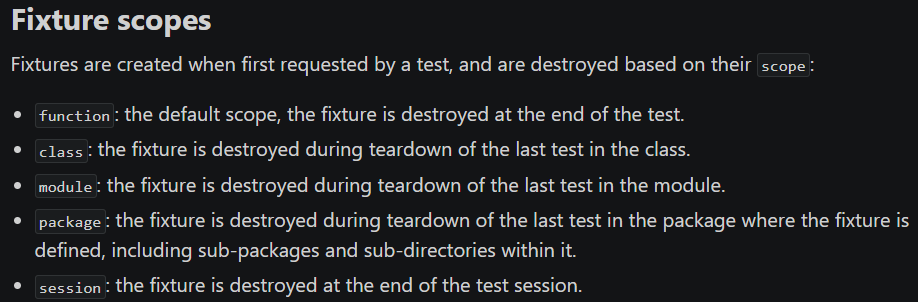 Fixture scopes
Fixtures are created when first requested by a test, and are destroyed based on their scope:
• function: the default scope, the fixture is destroyed at the end of the test.
• class: the fixture is destroyed during teardown of the last test in the class.
• module: the fixture is destroyed during teardown of the last test in the module.
• package: the fixture is destroyed during teardown of the last test in the package where the fixture is
defined, including sub-packages and sub-directories within it.
• session: the fixture is destroyed at the end of the test session.